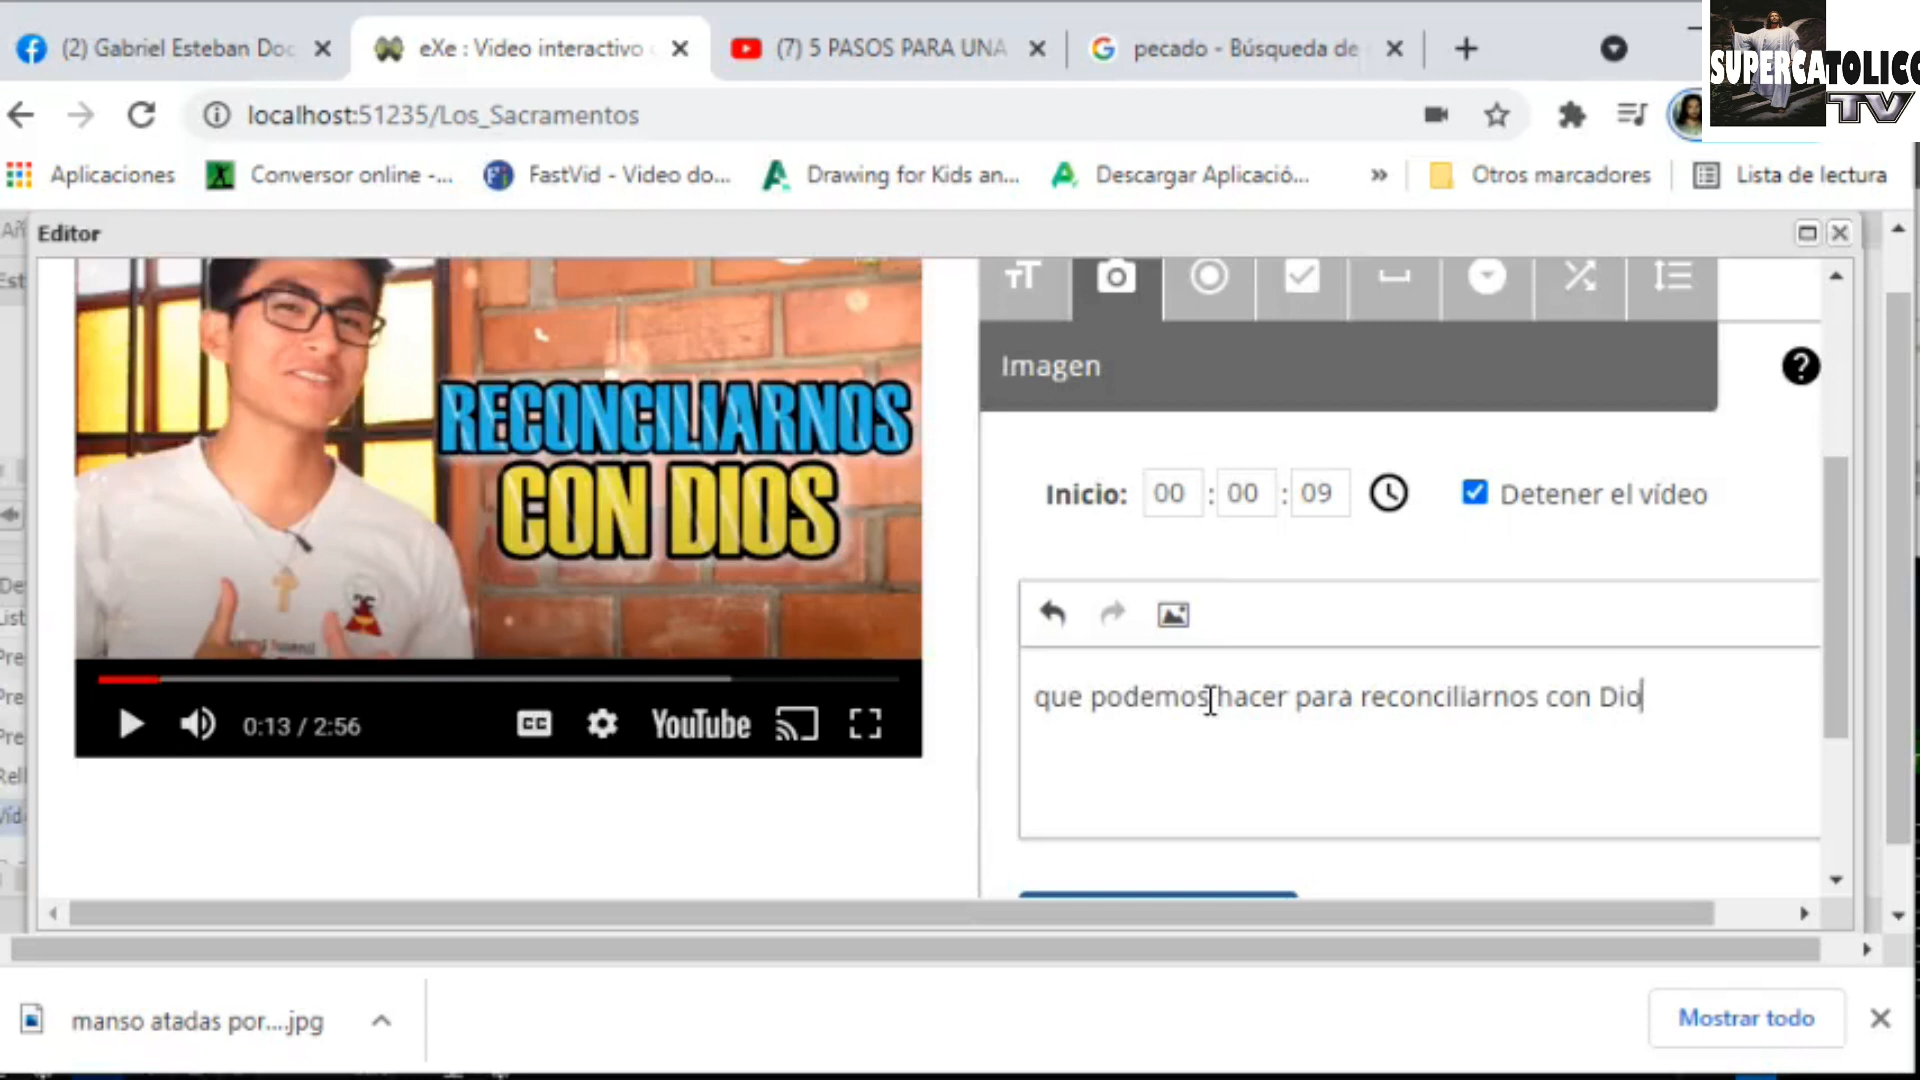 (2) Gabriel Esteban Doc
eXe : Video interactivo
(7) 5 PASOS PARA UNA
pecado - Búsqueda de
SUPERCATOLICO
TV
localhost:51235/Los_Sacramentos
Aplicaciones
Conversor online -...
FastVid - Video do...
Drawing for Kids an...
Descargar Aplicació...
»
Otros marcadores
Lista de lectura
Editor
RECONCILIARNOS
CON DIOS
0:13 / 2:56
CC
YouTube
Imagen
Inicio: 00 : 00 : 09
Detener el vídeo
que podemos hacer para reconciliarnos con Dio
manso atadas por....jpg
Mostrar todo